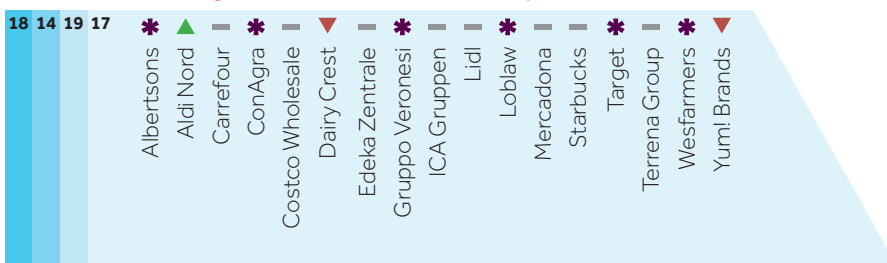 18 14 19 17
Albertsons
Aldi Nord
Carrefour
ConAgra
Costco Wholesale
Dairy Crest
Edeka Zentrale
Gruppo Veronesi
ICA Gruppen
Lidl
Loblaw
Mercadona
Starbucks
Target
Terrena Group
Wesfarmers
Yum! Brands